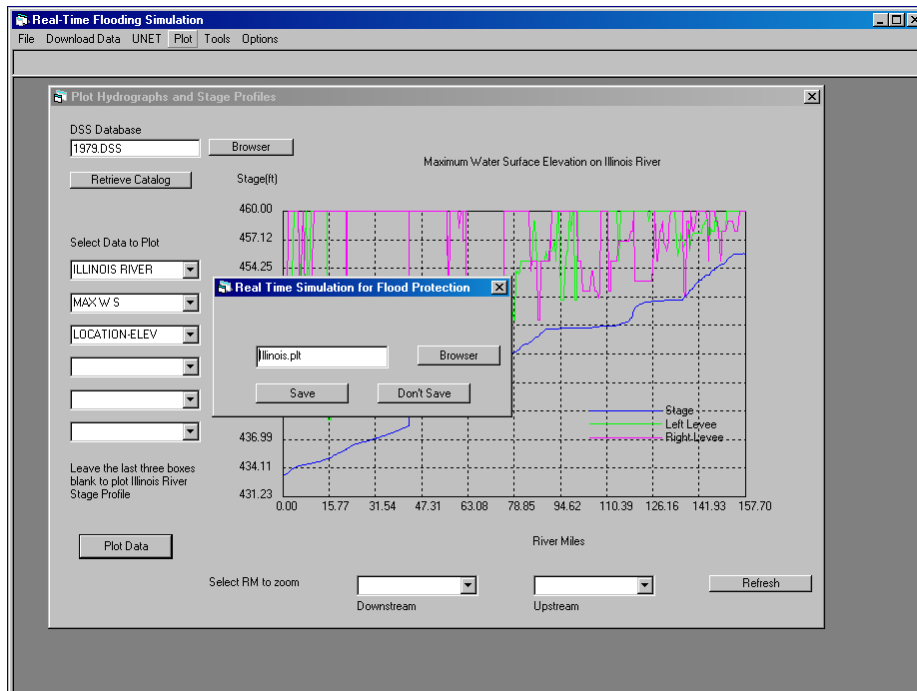 Real-Time Flooding Simulation
File Download Data UNET Plot Tools Options
Plot Hydrographs and Stage Profiles
DSS Database
1979.DSS
Browser
Retrieve Catalog
Maximum Water Surface Elevation on Illinois River
Stage(ft)
460.00
457.12
454.25
Select Data to Plot
ILLINOIS RIVER
MAX W S
LOCATION-ELEV
Real Time Simulation for Flood Protection
Illinois.plt
Browser
Save
Don't Save
Stage
Left Levee
Right Levee
436.99
434.11
431.23
0.00 15.77 31.54 47.31 63.08 78.85 94.62 110.39 126.16 141.93 157.70
River Miles
Leave the last three boxes
blank to plot Illinois River
Stage Profile
Plot Data
Select RM to zoom
Downstream
Upstream
Refresh